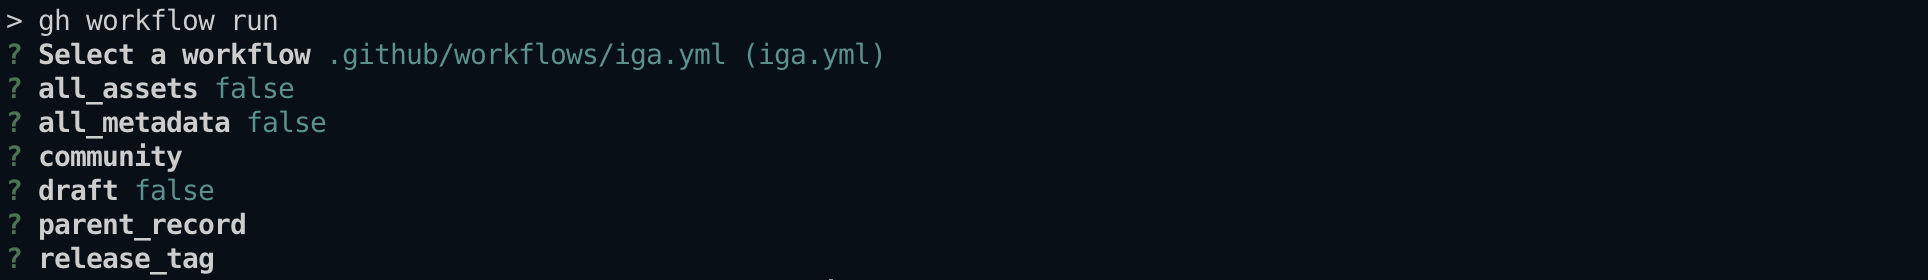 > gh workflow run
? Select a workflow .github/workflows/iga.yml (iga.yml)
? all_assets false
? all_metadata false
? community
? draft false
? parent_record
? release_tag